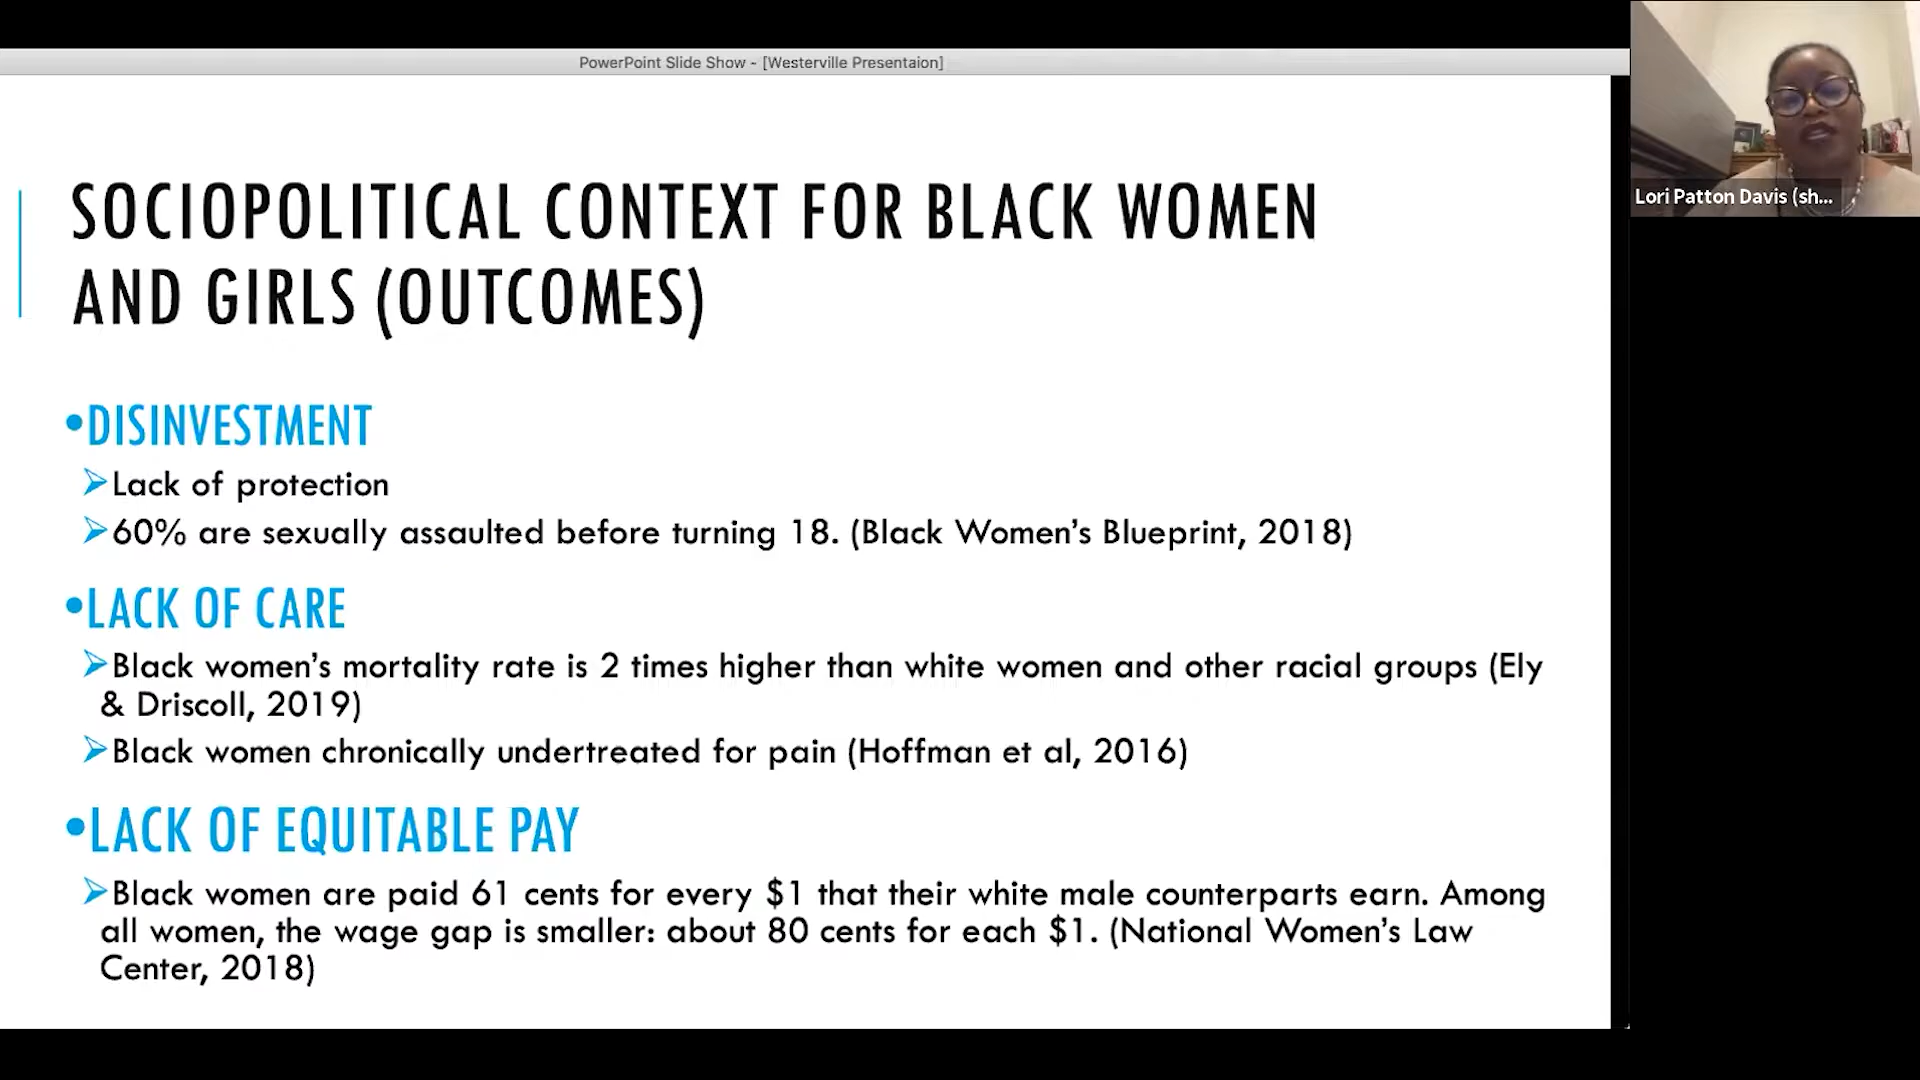 PowerPoint Slide Show - [Westerville Presentaion]
Lori Patton Davis (sh...
SOCIOPOLITICAL CONTEXT FOR BLACK WOMEN
AND GIRLS (OUTCOMES)
•DISINVESTMENT
➢Lack of protection
➢60% are sexually assaulted before turning 18. (Black Women’s Blueprint, 2018)
•LACK OF CARE
➢Black women’s mortality rate is 2 times higher than white women and other racial groups (Ely
& Driscoll, 2019)
➢Black women chronically undertreated for pain (Hoffman et al, 2016)
•LACK OF EQUITABLE PAY
➢Black women are paid 61 cents for every $1 that their white male counterparts earn. Among
all women, the wage gap is smaller: about 80 cents for each $1. (National Women’s Law
Center, 2018)